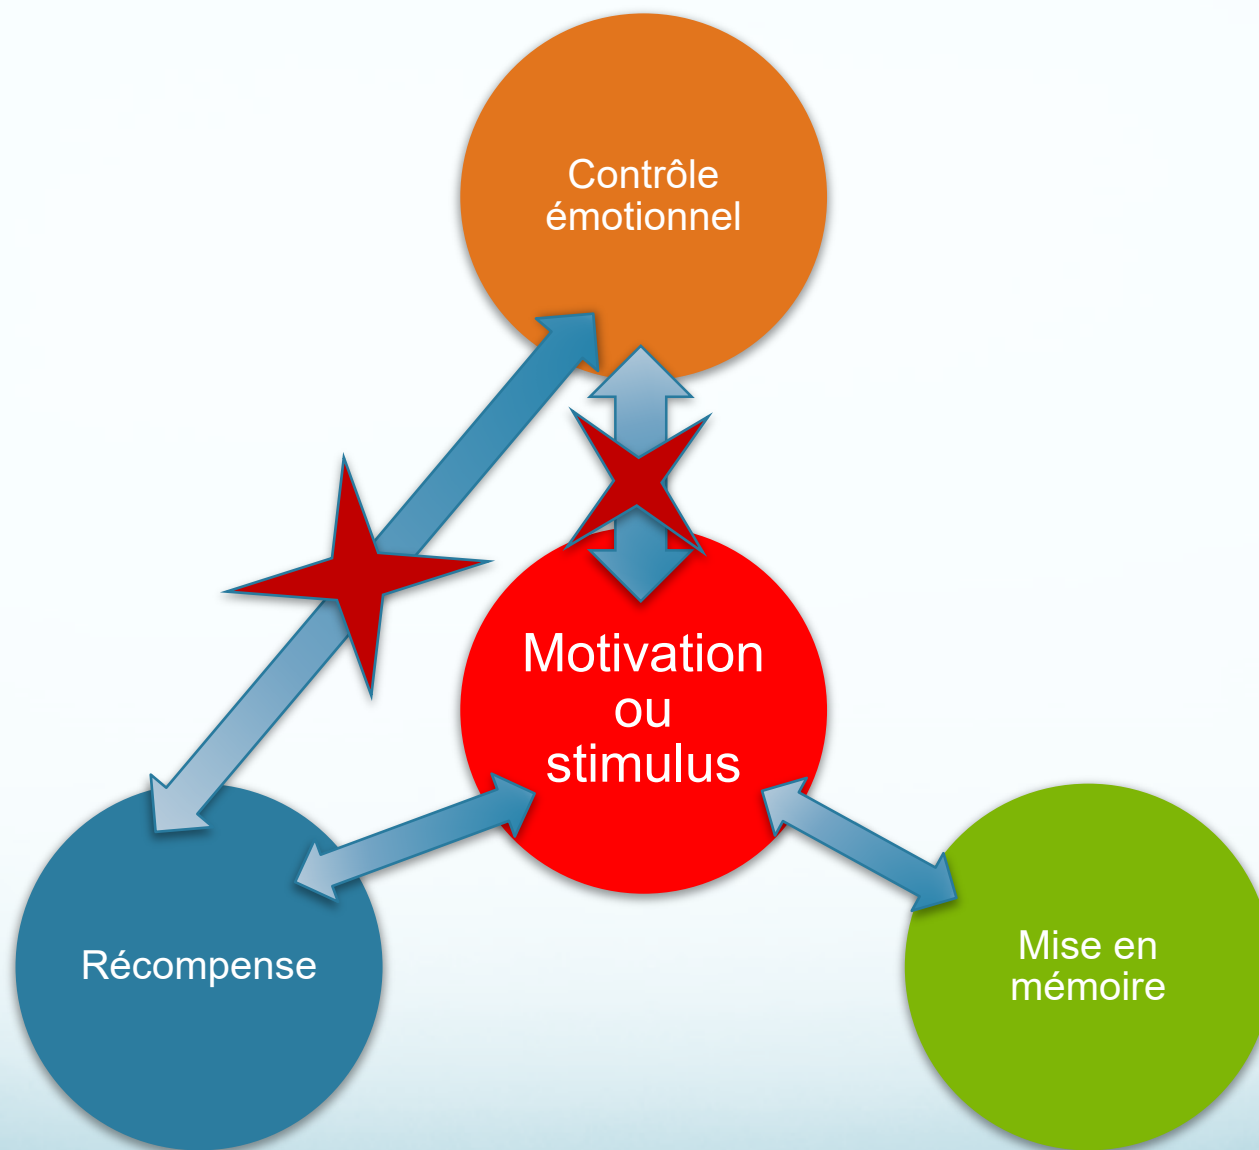 Contrôle
émotionnel
Motivation
ou
stimulus
Récompense
Mise en
mémoire